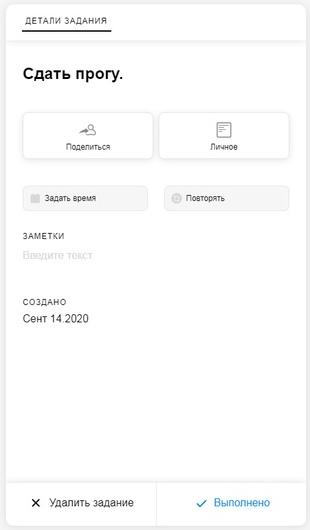 ДЕТАЛИ ЗАДАНИЯ
Сдать прогу.
Поделиться Личное
Задать время Повторять
ЗАМЕТКИ
Введите текст
СОЗДАНО
Сент 14.2020
Удалить задание Выполнено